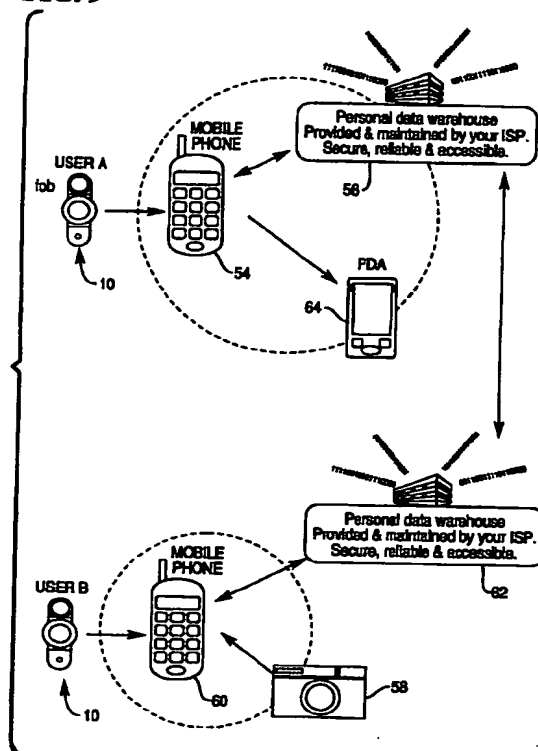 Personal data warehouse
Provided & maintained by your ISP.
Secure, reliable & accessible.
56
MOBILE
PHONE
USER A
fob
10
54
PDA
64
Personal data warehouse
Provided & maintained by your ISP.
Secure, reliable & accessible.
62
MOBILE
PHONE
USER B
10
60
58